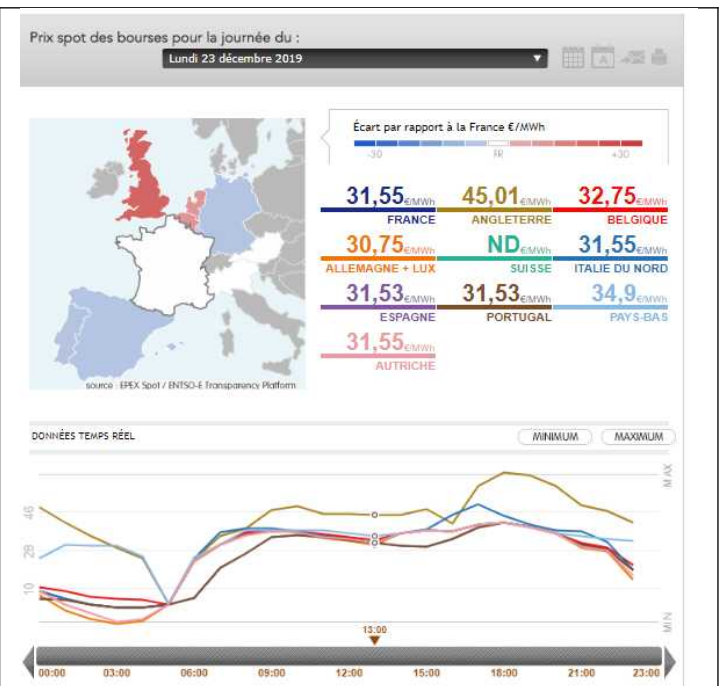 Prix spot des bourses pour la journée du :
Lundi 23 décembre 2019
Écart par rapport à la France €/MWh
-30 FR +30
31,55 €/MWh 45,01 €/MWh 32,75 €/MWh
FRANCE ANGLETERRE BELGIQUE
30,75 €/MWh ND €/MWh 31,55 €/MWh
ALLEMAGNE + LUX SUISSE ITALIE DU NORD
31,53 €/MWh 31,53 €/MWh 34,9 €/MWh
ESPAGNE PORTUGAL PAYS-BAS
31,55 €/MWh
AUTRICHE
source : EPEX Spot / ENTSO-E Transparency Platform
DONNÉES TEMPS RÉEL MINIMUM MAXIMUM
MAX
46
28
10
MIN
13:00
00:00 03:00 06:00 09:00 12:00 15:00 18:00 21:00 23:00